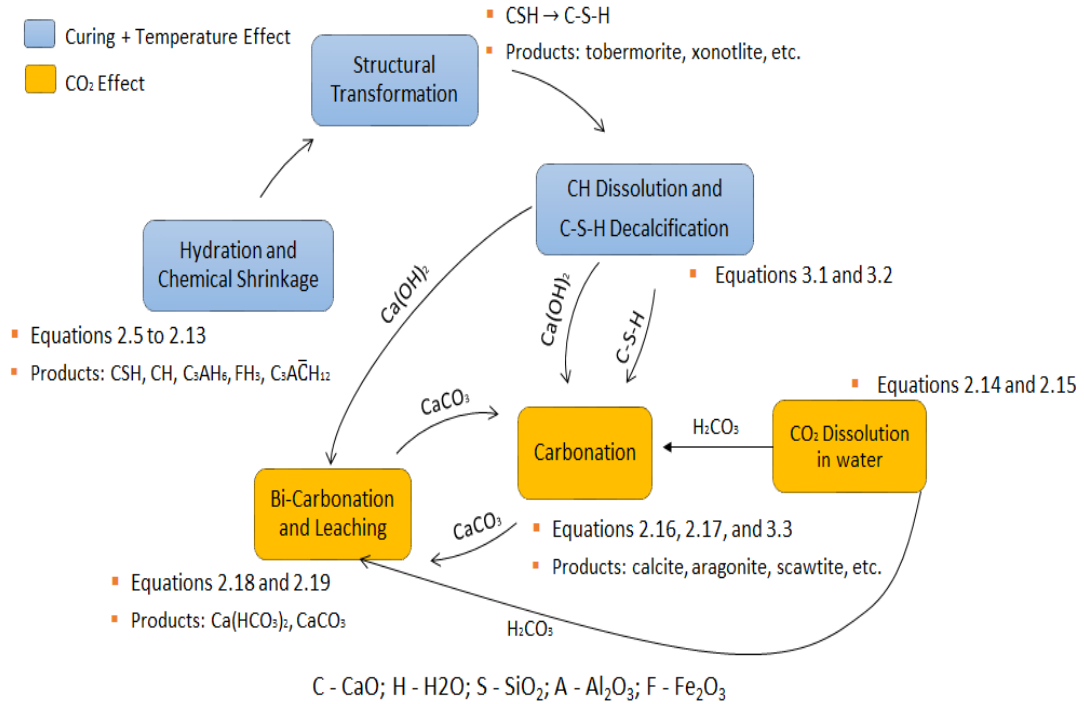 Curing + Temperature Effect
CO₂ Effect
Structural
Transformation
▪ CSH → C-S-H
▪ Products: tobermorite, xonotlite, etc.
CH Dissolution and
C-S-H Decalcification
▪ Equations 3.1 and 3.2
Hydration and
Chemical Shrinkage
▪ Equations 2.5 to 2.13
▪ Products: CSH, CH, C₃AH₆, FH₃, C₃AC̄H₁₂
Ca(OH)₂
Ca(OH)₂
C-S-H
▪ Equations 2.14 and 2.15
CO₂ Dissolution
in water
H₂CO₃
Carbonation
CaCO₃
Bi-Carbonation
and Leaching
CaCO₃
▪ Equations 2.16, 2.17, and 3.3
▪ Products: calcite, aragonite, scawtite, etc.
▪ Equations 2.18 and 2.19
▪ Products: Ca(HCO₃)₂, CaCO₃
H₂CO₃
C - CaO; H - H2O; S - SiO₂; A - Al₂O₃; F - Fe₂O₃